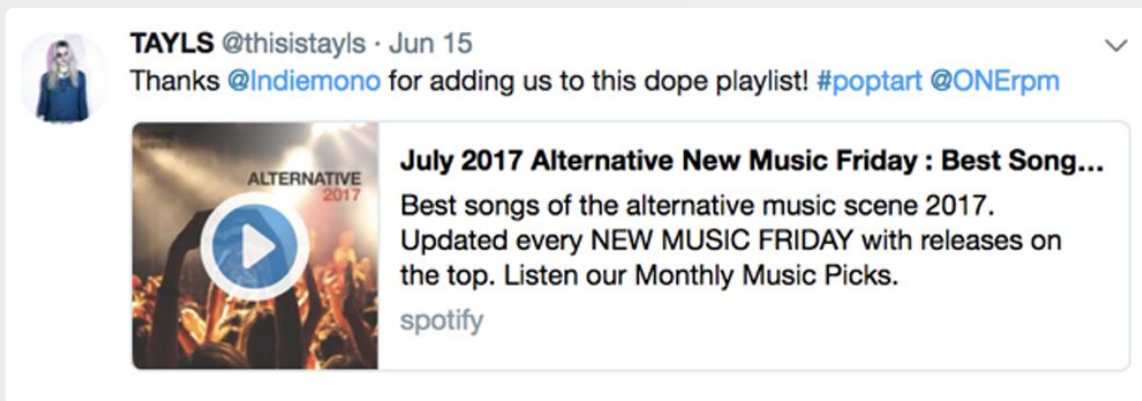 TAYLS @thisistayls · Jun 15
Thanks @Indiemono for adding us to this dope playlist! #poptart @ONErpm
ALTERNATIVE
2017
July 2017 Alternative New Music Friday : Best Song...
Best songs of the alternative music scene 2017.
Updated every NEW MUSIC FRIDAY with releases on
the top. Listen our Monthly Music Picks.
spotify